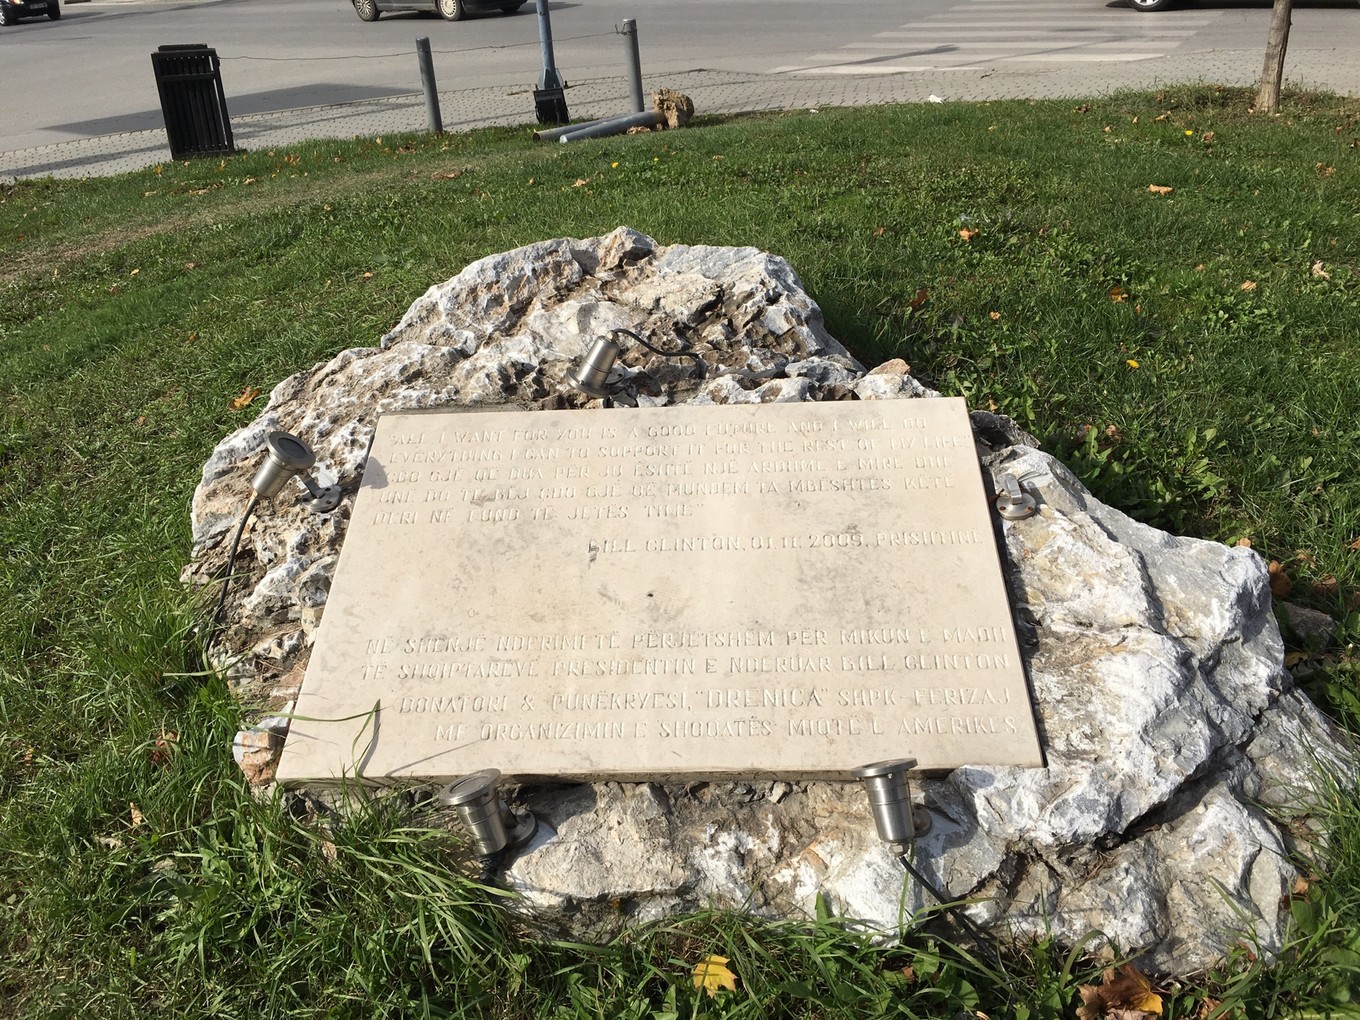 "ALL I WANT FOR YOU IS A GOOD FUTURE AND I WILL DO
EVERYTHING I CAN TO SUPPORT IT FOR THE REST OF MY LIFE"
"ÇDO GJË QË DUA PËR JU ËSHTË NJË ARDHME E MIRË DHE
UNË DO TË BËJ ÇDO GJË QË MUNDEM TA MBËSHTES KËTË
DERI NË FUND TË JETËS TIME"
BILL CLINTON, 01.11.2009, PRISHTINË
NË SHENJË NDERIMI TË PËRJETSHËM PËR MIKUN E MADH
TË SHQIPTARËVE PRESIDENTIN E NDERUAR BILL CLINTON
DONATORI & PUNËKRYESI, "DRENICA" SHPK-FERIZAJ
ME ORGANIZIMIN E SHOQATËS MIQTË E AMERIKËS